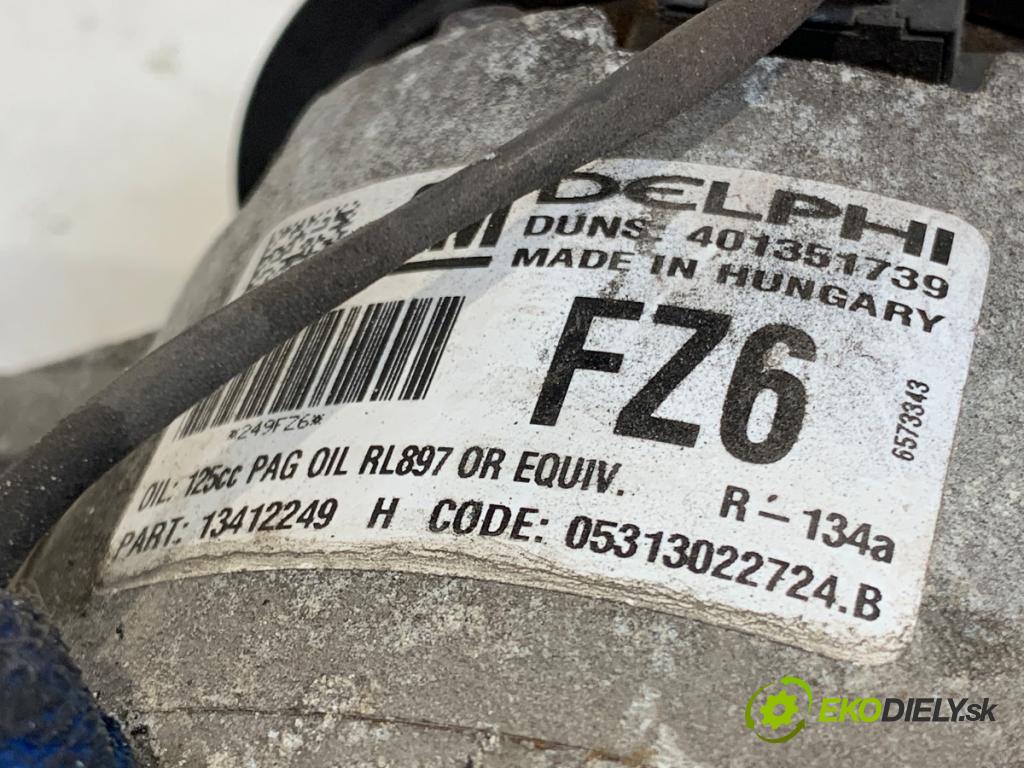 DELPHI
DUNS: 401351739
MADE IN HUNGARY
FZ6
6573343
*249FZ6*
OIL: 125cc PAG OIL RL897 OR EQUIV.
R-134a
PART: 13412249 H CODE: 05313022724.B
EKODIELY.sk